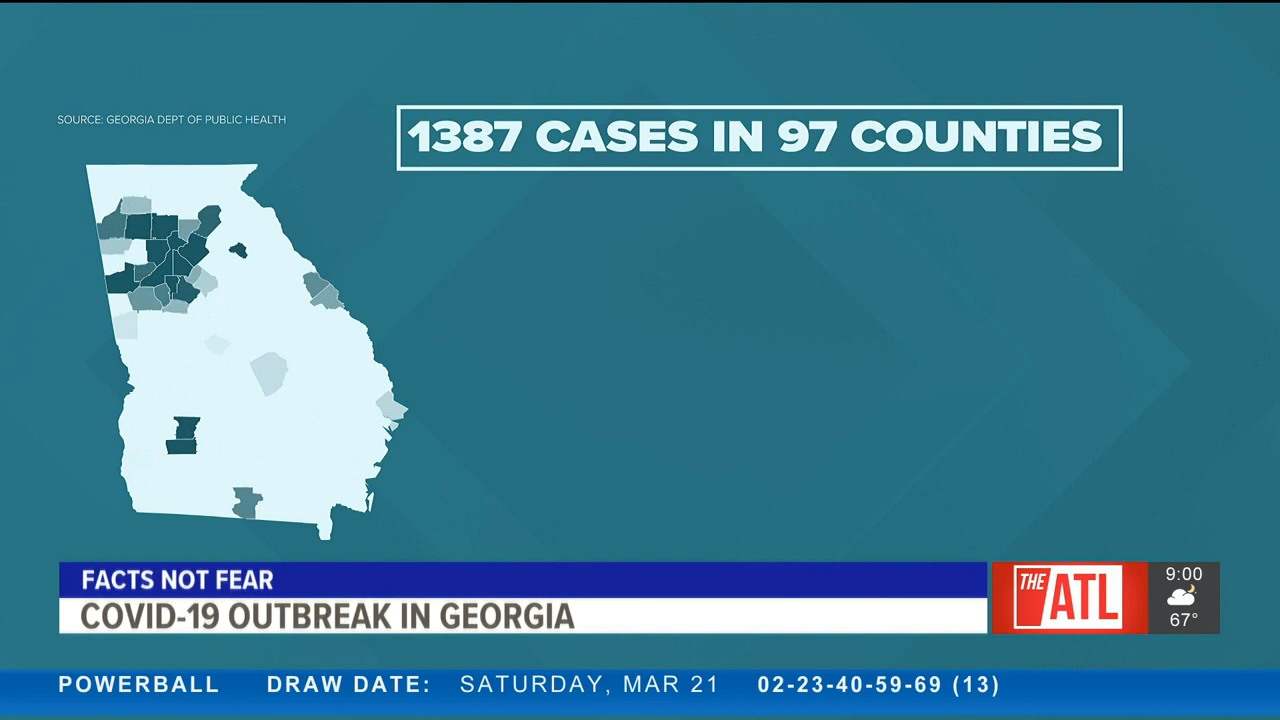 SOURCE: GEORGIA DEPT OF PUBLIC HEALTH
1387 CASES IN 97 COUNTIES
FACTS NOT FEAR
COVID-19 OUTBREAK IN GEORGIA
THE ATL
9:00
67°
POWERBALL DRAW DATE: SATURDAY, MAR 21 02-23-40-59-69 (13)